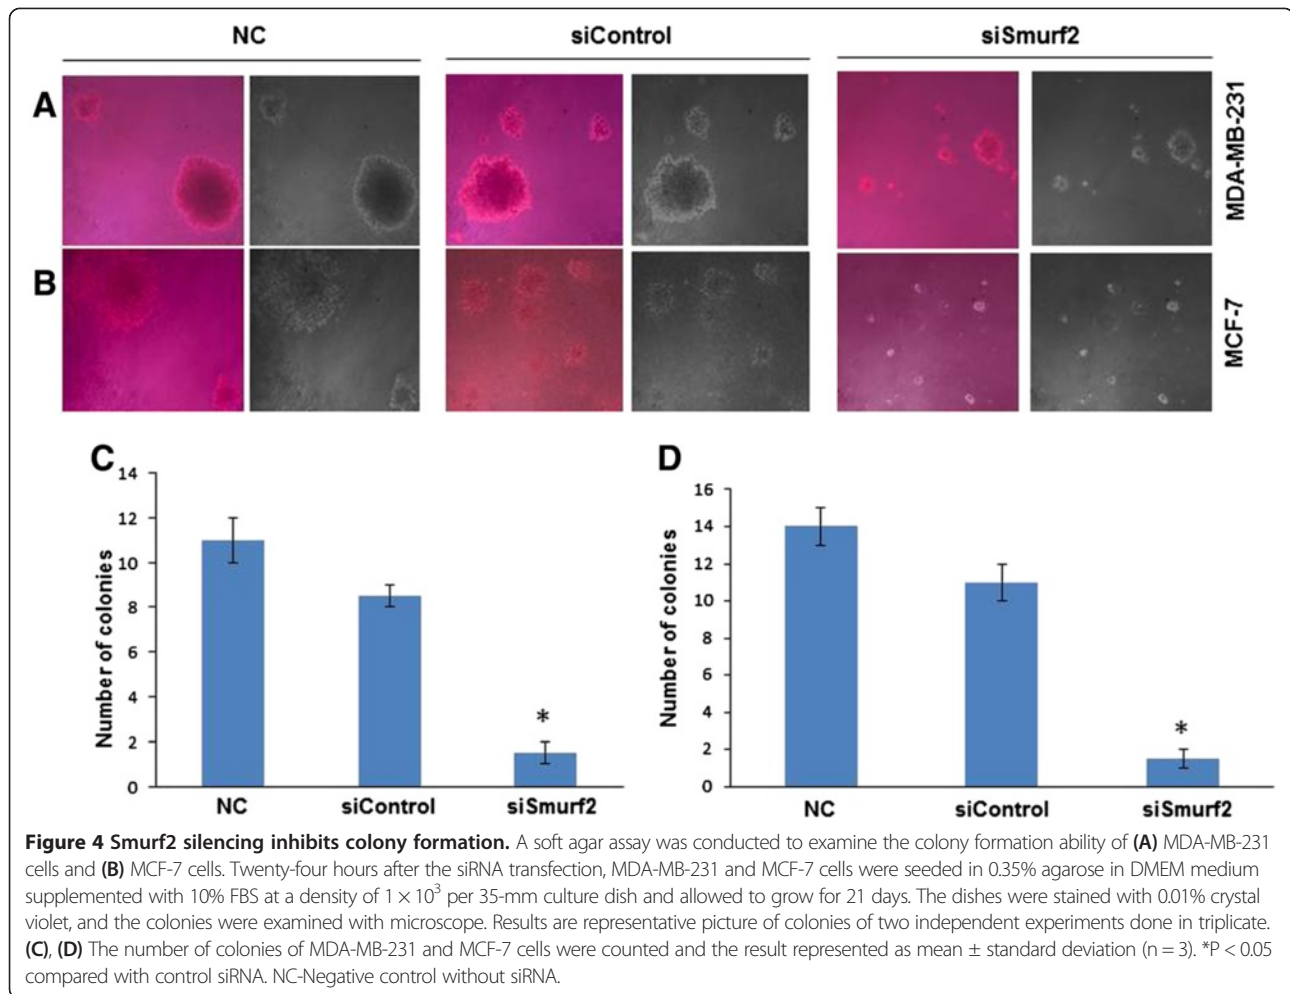 NC siControl siSmurf2
A
MDA-MB-231
B
MCF-7
C
14
12
10
8
6
4
2
0
Number of colonies
*
NC siControl siSmurf2
D
16
14
12
10
8
6
4
2
0
Number of colonies
*
NC siControl siSmurf2
Figure 4 Smurf2 silencing inhibits colony formation. A soft agar assay was conducted to examine the colony formation ability of (A) MDA-MB-231
cells and (B) MCF-7 cells. Twenty-four hours after the siRNA transfection, MDA-MB-231 and MCF-7 cells were seeded in 0.35% agarose in DMEM medium
supplemented with 10% FBS at a density of 1 × 10³ per 35-mm culture dish and allowed to grow for 21 days. The dishes were stained with 0.01% crystal
violet, and the colonies were examined with microscope. Results are representative picture of colonies of two independent experiments done in triplicate.
(C), (D) The number of colonies of MDA-MB-231 and MCF-7 cells were counted and the result represented as mean ± standard deviation (n = 3). *P < 0.05
compared with control siRNA. NC-Negative control without siRNA.